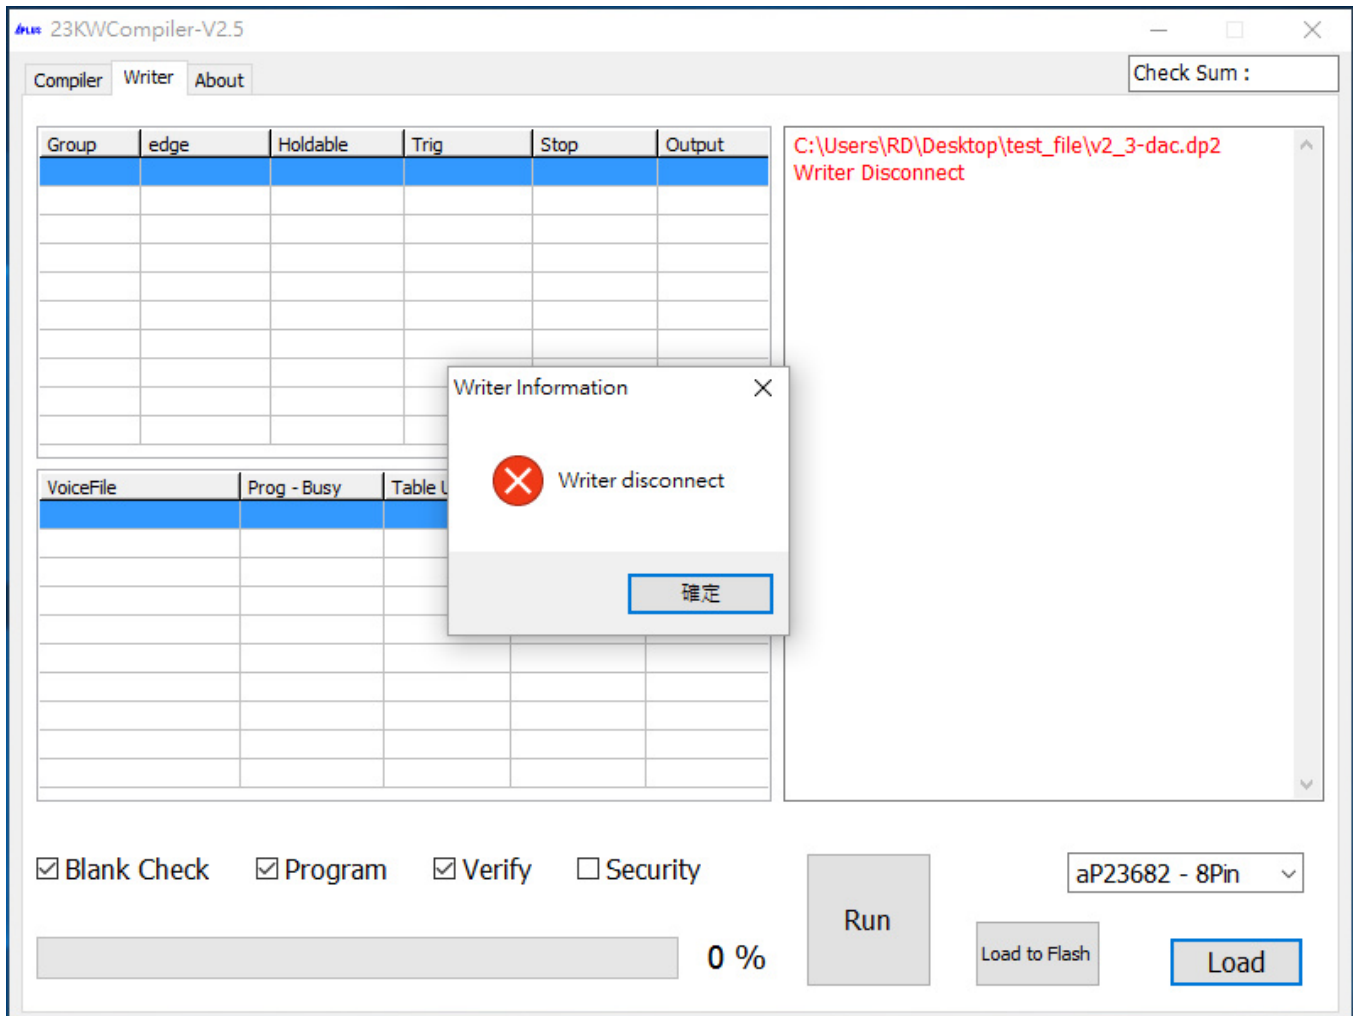 APLUS 23KWCompiler-V2.5
Compiler Writer About
Check Sum :
Group edge Holdable Trig Stop Output
C:\Users\RD\Desktop\test_file\v2_3-dac.dp2
Writer Disconnect
Writer Information
Writer disconnect
確定
VoiceFile Prog - Busy Table
Blank Check Program Verify Security
0 %
Run
aP23682 - 8Pin
Load to Flash
Load